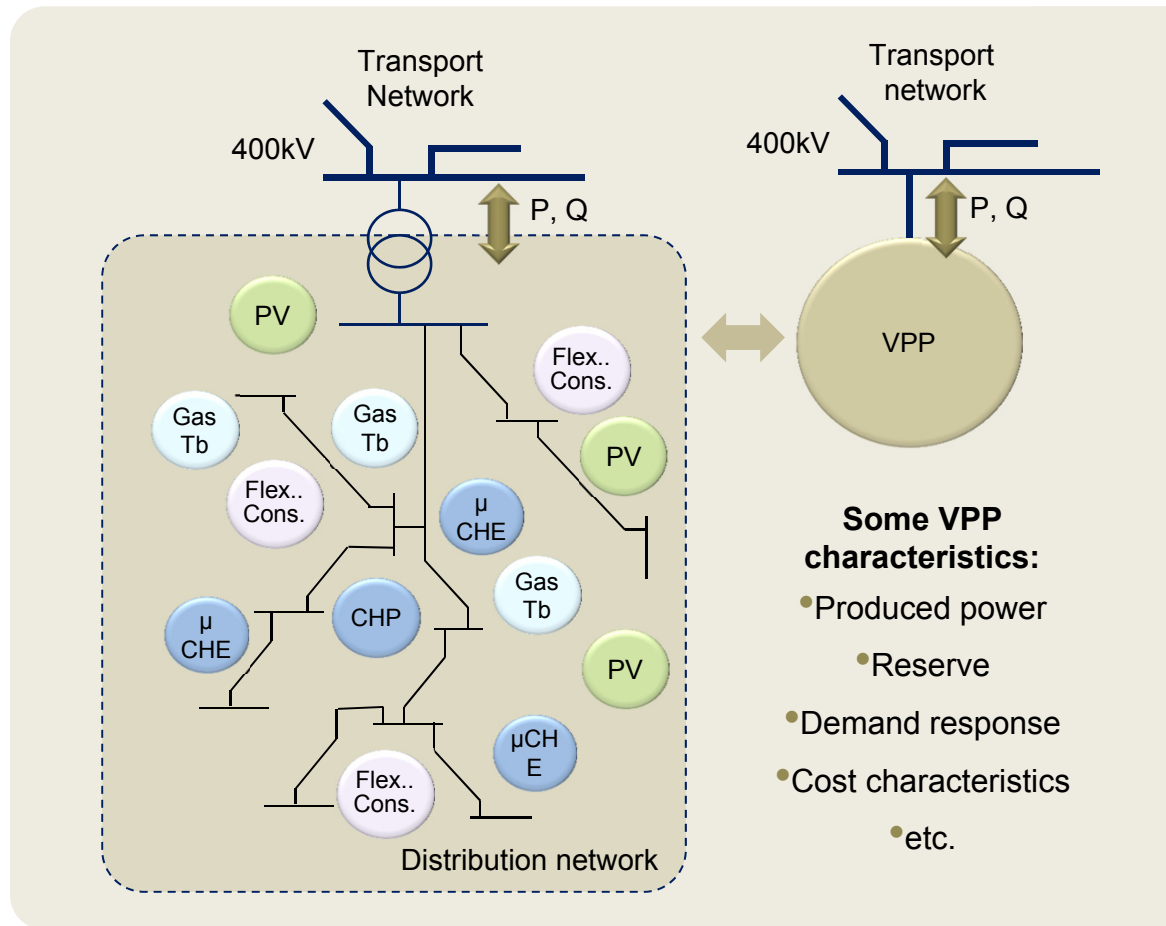 Transport
Network
400kV
P, Q
PV
Flex..
Cons.
Gas
Tb
Gas
Tb
PV
Flex..
Cons.
µ
CHE
Gas
Tb
µ
CHE
CHP
PV
µCH
E
Flex..
Cons.
Distribution network
Transport
network
400kV
P, Q
VPP
Some VPP
characteristics:
•Produced power
•Reserve
•Demand response
•Cost characteristics
•etc.